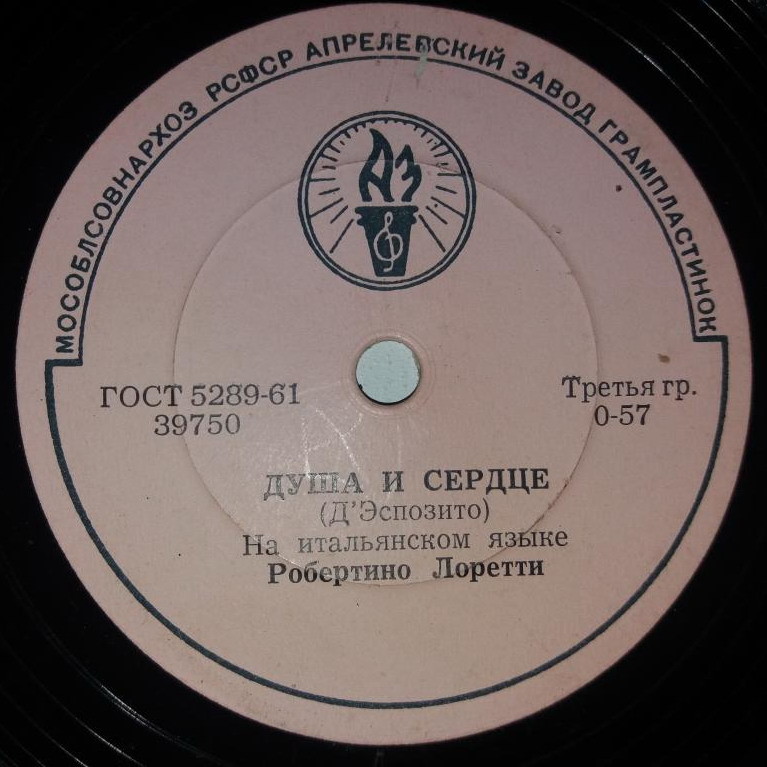 МОСОБЛСОВНАРХОЗ РСФСР АПРЕЛЕВСКИЙ ЗАВОД ГРАМПЛАСТИНОК
АЗ
ГОСТ 5289-61
39750
Третья гр.
0-57
ДУША И СЕРДЦЕ
(Д'Эспозито)
На итальянском языке
Робертино Лоретти